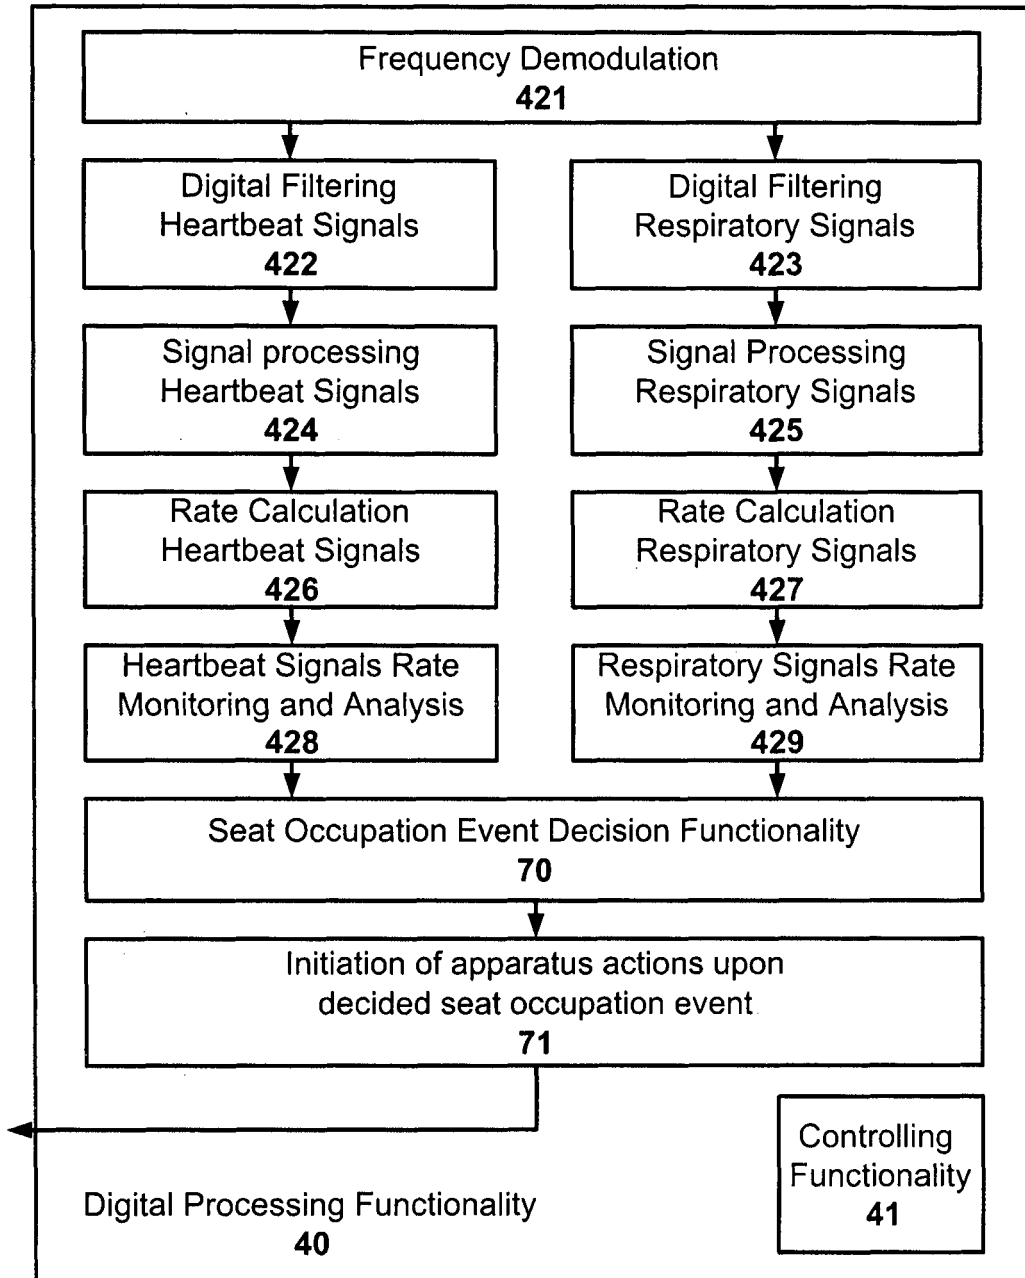 Frequency Demodulation
421
Digital Filtering
Heartbeat Signals
422
Digital Filtering
Respiratory Signals
423
Signal processing
Heartbeat Signals
424
Signal Processing
Respiratory Signals
425
Rate Calculation
Heartbeat Signals
426
Rate Calculation
Respiratory Signals
427
Heartbeat Signals Rate
Monitoring and Analysis
428
Respiratory Signals Rate
Monitoring and Analysis
429
Seat Occupation Event Decision Functionality
70
Initiation of apparatus actions upon
decided seat occupation event
71
Controlling
Functionality
41
Digital Processing Functionality
40